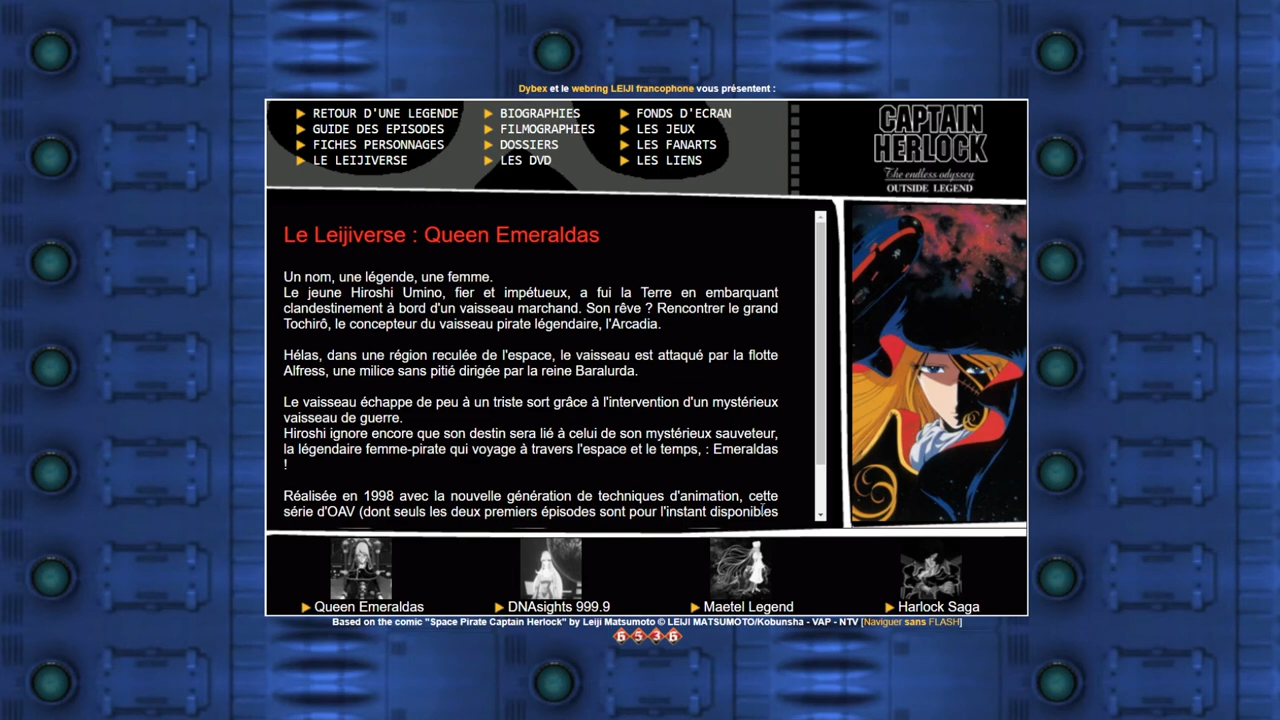 Dybex et le webring LEIJI francophone vous présentent :
RETOUR D'UNE LEGENDE
GUIDE DES EPISODES
FICHES PERSONNAGES
LE LEIJIVERSE
BIOGRAPHIES
FILMOGRAPHIES
DOSSIERS
LES DVD
FONDS D'ECRAN
LES JEUX
LES FANARTS
LES LIENS
CAPTAIN
HERLOCK
The endless odyssey
OUTSIDE LEGEND
Le Leijiverse : Queen Emeraldas
Un nom, une légende, une femme.
Le jeune Hiroshi Umino, fier et impétueux, a fui la Terre en embarquant
clandestinement à bord d'un vaisseau marchand. Son rêve ? Rencontrer le grand
Tochirô, le concepteur du vaisseau pirate légendaire, l'Arcadia.
Hélas, dans une région reculée de l'espace, le vaisseau est attaqué par la flotte
Alfress, une milice sans pitié dirigée par la reine Baralurda.
Le vaisseau échappe de peu à un triste sort grâce à l'intervention d'un mystérieux
vaisseau de guerre.
Hiroshi ignore encore que son destin sera lié à celui de son mystérieux sauveteur,
la légendaire femme-pirate qui voyage à travers l'espace et le temps, : Emeraldas
!
Réalisée en 1998 avec la nouvelle génération de techniques d'animation, cette
série d'OAV (dont seuls les deux premiers épisodes sont pour l'instant disponibles
Queen Emeraldas
DNAsights 999.9
Maetel Legend
Harlock Saga
Based on the comic "Space Pirate Captain Herlock" by Leiji Matsumoto © LEIJI MATSUMOTO/Kobunsha - VAP - NTV [Naviguer sans FLASH]
6536